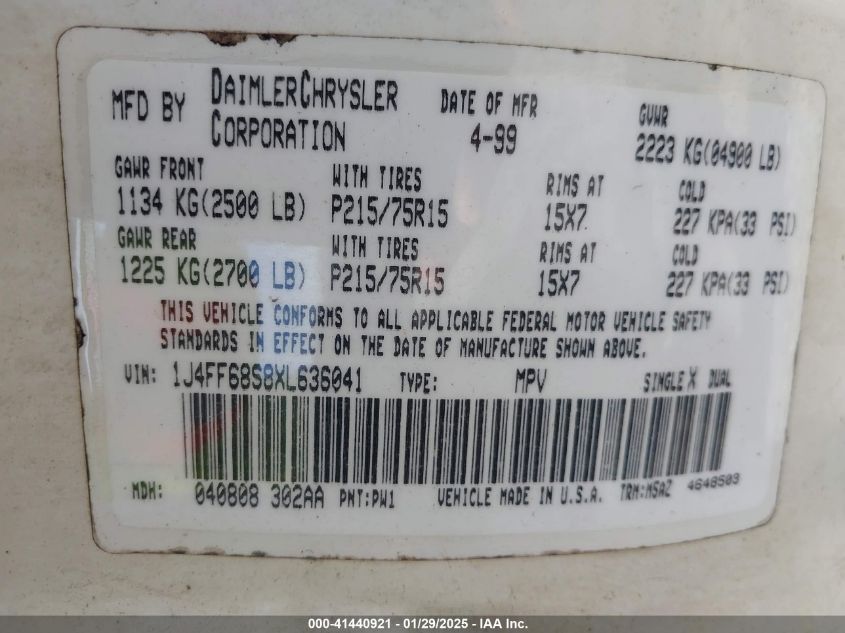 MFD BY DAIMLERCHRYSLER CORPORATION DATE OF MFR 4-99 GVWR 2223 KG(04900 LB)
GAWR FRONT WITH TIRES RIMS AT COLD
1134 KG(2500 LB) P215/75R15 15X7 227 KPA(33 PSI)
GAWR REAR WITH TIRES RIMS AT COLD
1225 KG(2700 LB) P215/75R15 15X7 227 KPA(33 PSI)
THIS VEHICLE CONFORMS TO ALL APPLICABLE FEDERAL MOTOR VEHICLE SAFETY
STANDARDS IN EFFECT ON THE DATE OF MANUFACTURE SHOWN ABOVE.
VIN: 1J4FF68S8XL636041 TYPE: MPV SINGLE X DUAL
MDH: 040808 302AA PNT:PW1 VEHICLE MADE IN U.S.A. TRM:MSAZ 4648503
000-41440921 - 01/29/2025 - IAA Inc.